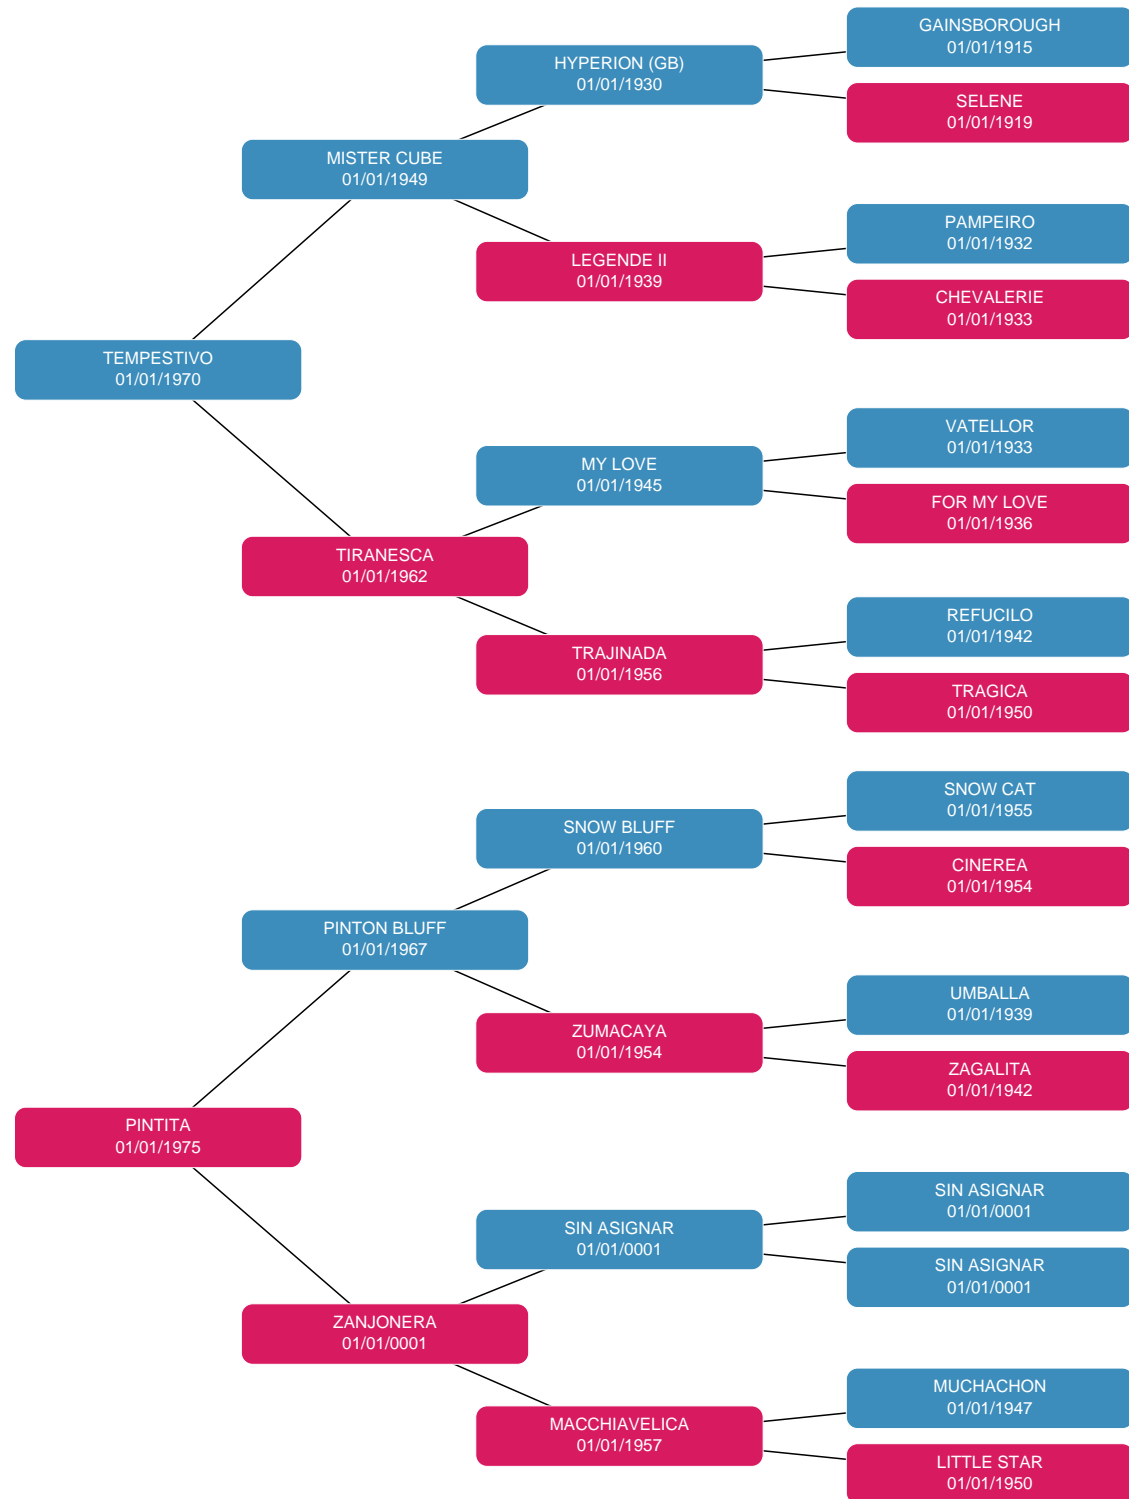 GAINSBOROUGH
01/01/1915
HYPERION (GB)
01/01/1930
SELENE
01/01/1919
MISTER CUBE
01/01/1949
PAMPEIRO
01/01/1932
LEGENDE II
01/01/1939
CHEVALERIE
01/01/1933
TEMPESTIVO
01/01/1970
VATELLOR
01/01/1933
MY LOVE
01/01/1945
FOR MY LOVE
01/01/1936
TIRANESCA
01/01/1962
REFUCILO
01/01/1942
TRAJINADA
01/01/1956
TRAGICA
01/01/1950
SNOW CAT
01/01/1955
SNOW BLUFF
01/01/1960
CINEREA
01/01/1954
PINTON BLUFF
01/01/1967
UMBALLA
01/01/1939
ZUMACAYA
01/01/1954
ZAGALITA
01/01/1942
PINTITA
01/01/1975
SIN ASIGNAR
01/01/0001
SIN ASIGNAR
01/01/0001
SIN ASIGNAR
01/01/0001
ZANJONERA
01/01/0001
MUCHACHON
01/01/1947
MACCHIAVELICA
01/01/1957
LITTLE STAR
01/01/1950